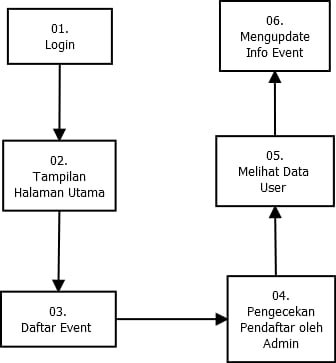 01.
Login
02.
Tampilan
Halaman Utama
03.
Daftar Event
04.
Pengecekan
Pendaftar oleh
Admin
05.
Melihat Data
User
06.
Mengupdate
Info Event